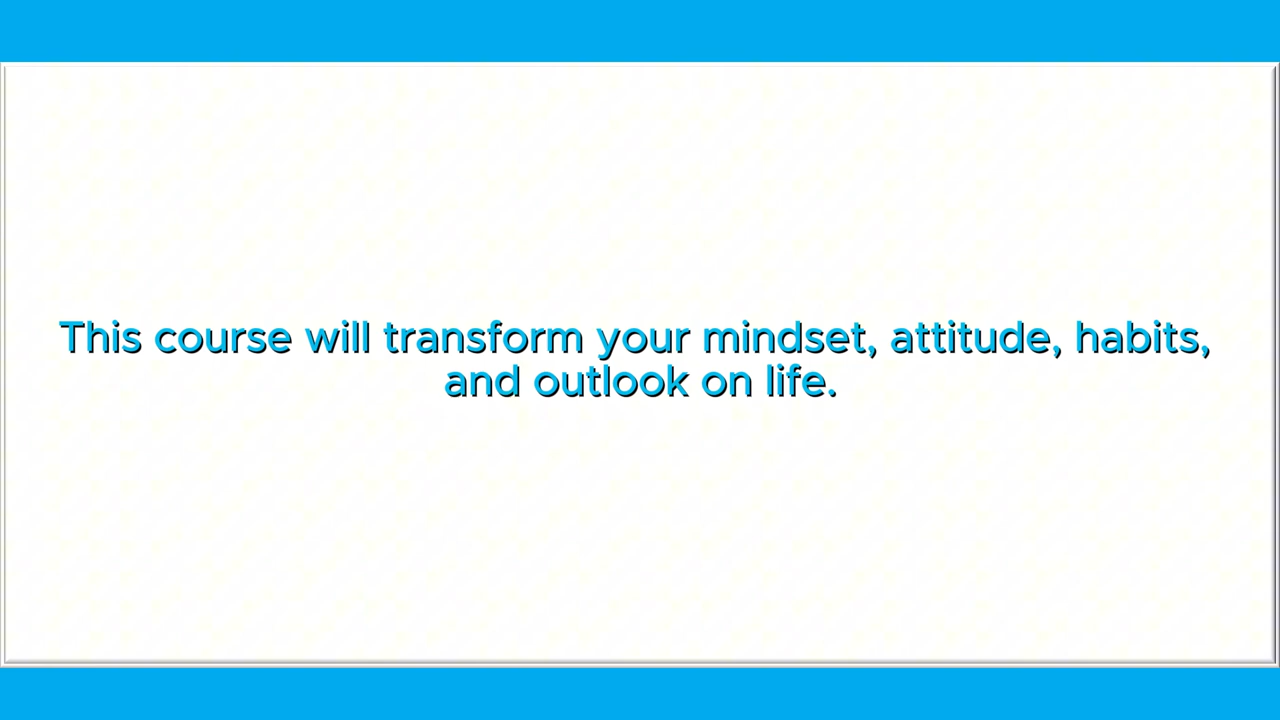 This course will transform your mindset, attitude, habits,
and outlook on life.